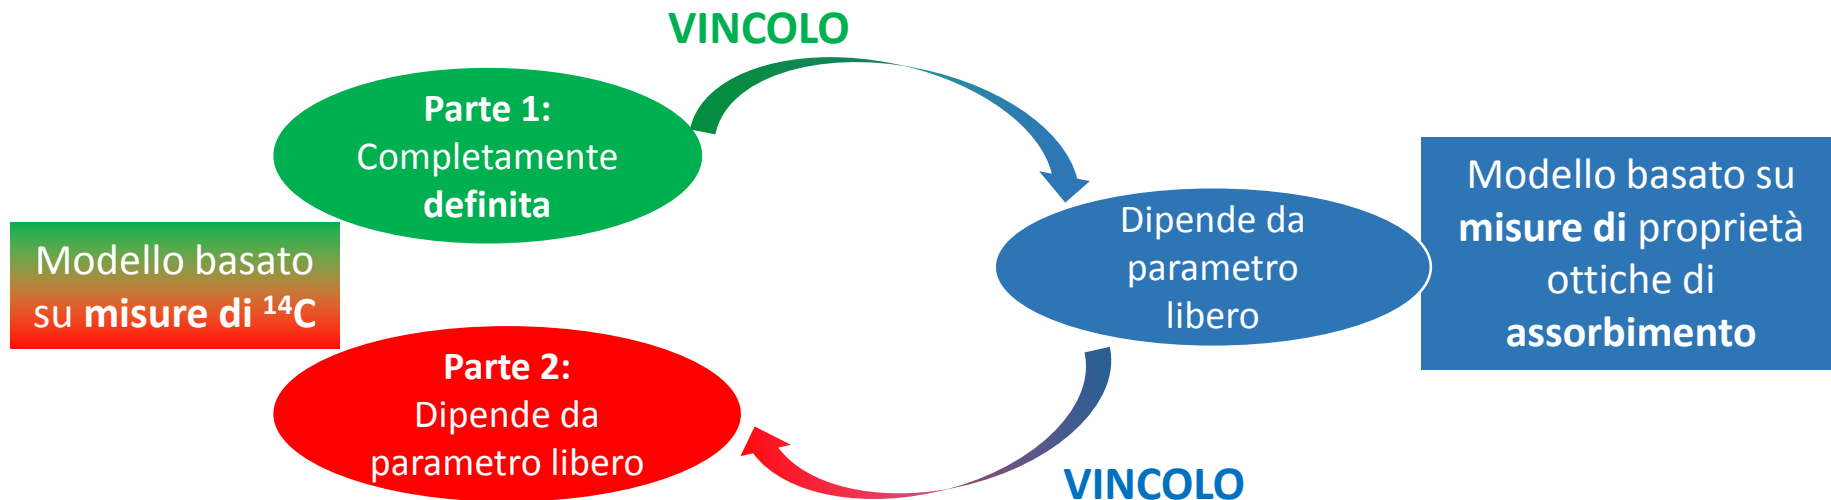 VINCOLO
Parte 1:
Completamente
definita
Modello basato
su misure di ¹⁴C
Parte 2:
Dipende da
parametro libero
Dipende da
parametro
libero
Modello basato su
misure di proprietà
ottiche di
assorbimento
VINCOLO